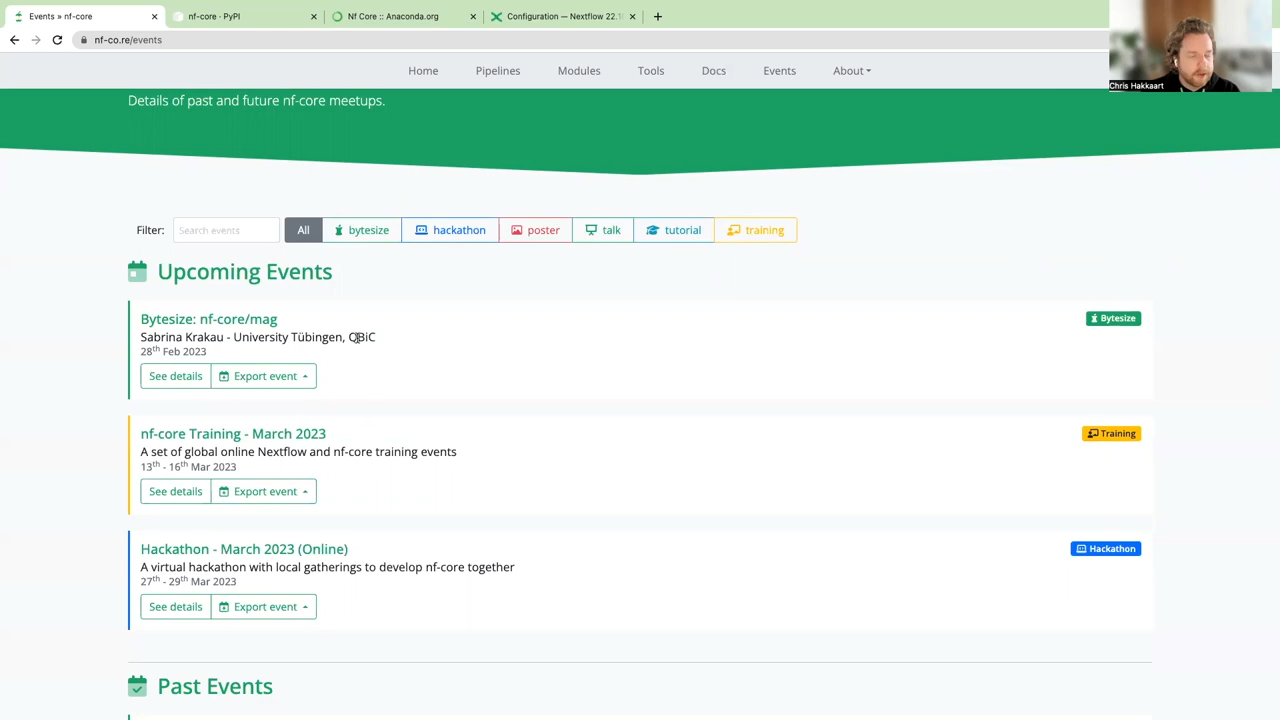 Events » nf-core
nf-core · PyPI
Nf Core :: Anaconda.org
Configuration — Nextflow 22.1
nf-co.re/events
Home
Pipelines
Modules
Tools
Docs
Events
About
Chris Hakkaart
Details of past and future nf-core meetups.
Filter:
Search events
All
bytesize
hackathon
poster
talk
tutorial
training
Upcoming Events
Bytesize: nf-core/mag
Bytesize
Sabrina Krakau - University Tübingen, QBiC
28th Feb 2023
See details
Export event
nf-core Training - March 2023
Training
A set of global online Nextflow and nf-core training events
13th - 16th Mar 2023
See details
Export event
Hackathon - March 2023 (Online)
Hackathon
A virtual hackathon with local gatherings to develop nf-core together
27th - 29th Mar 2023
See details
Export event
Past Events